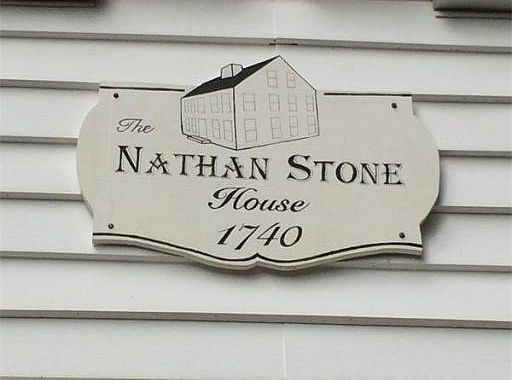 The
NATHAN STONE
House
1740